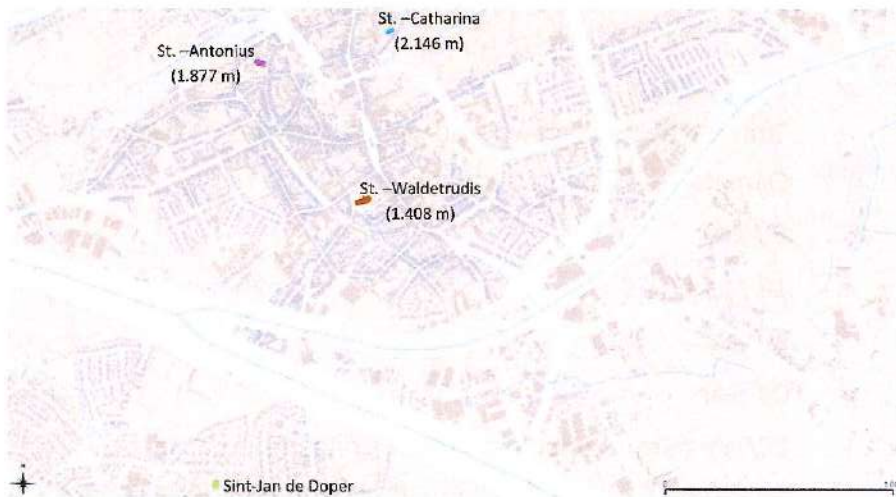 St. –Catharina
(2.146 m)
St. –Antonius
(1.877 m)
St. –Waldetrudis
(1.408 m)
Sint-Jan de Doper